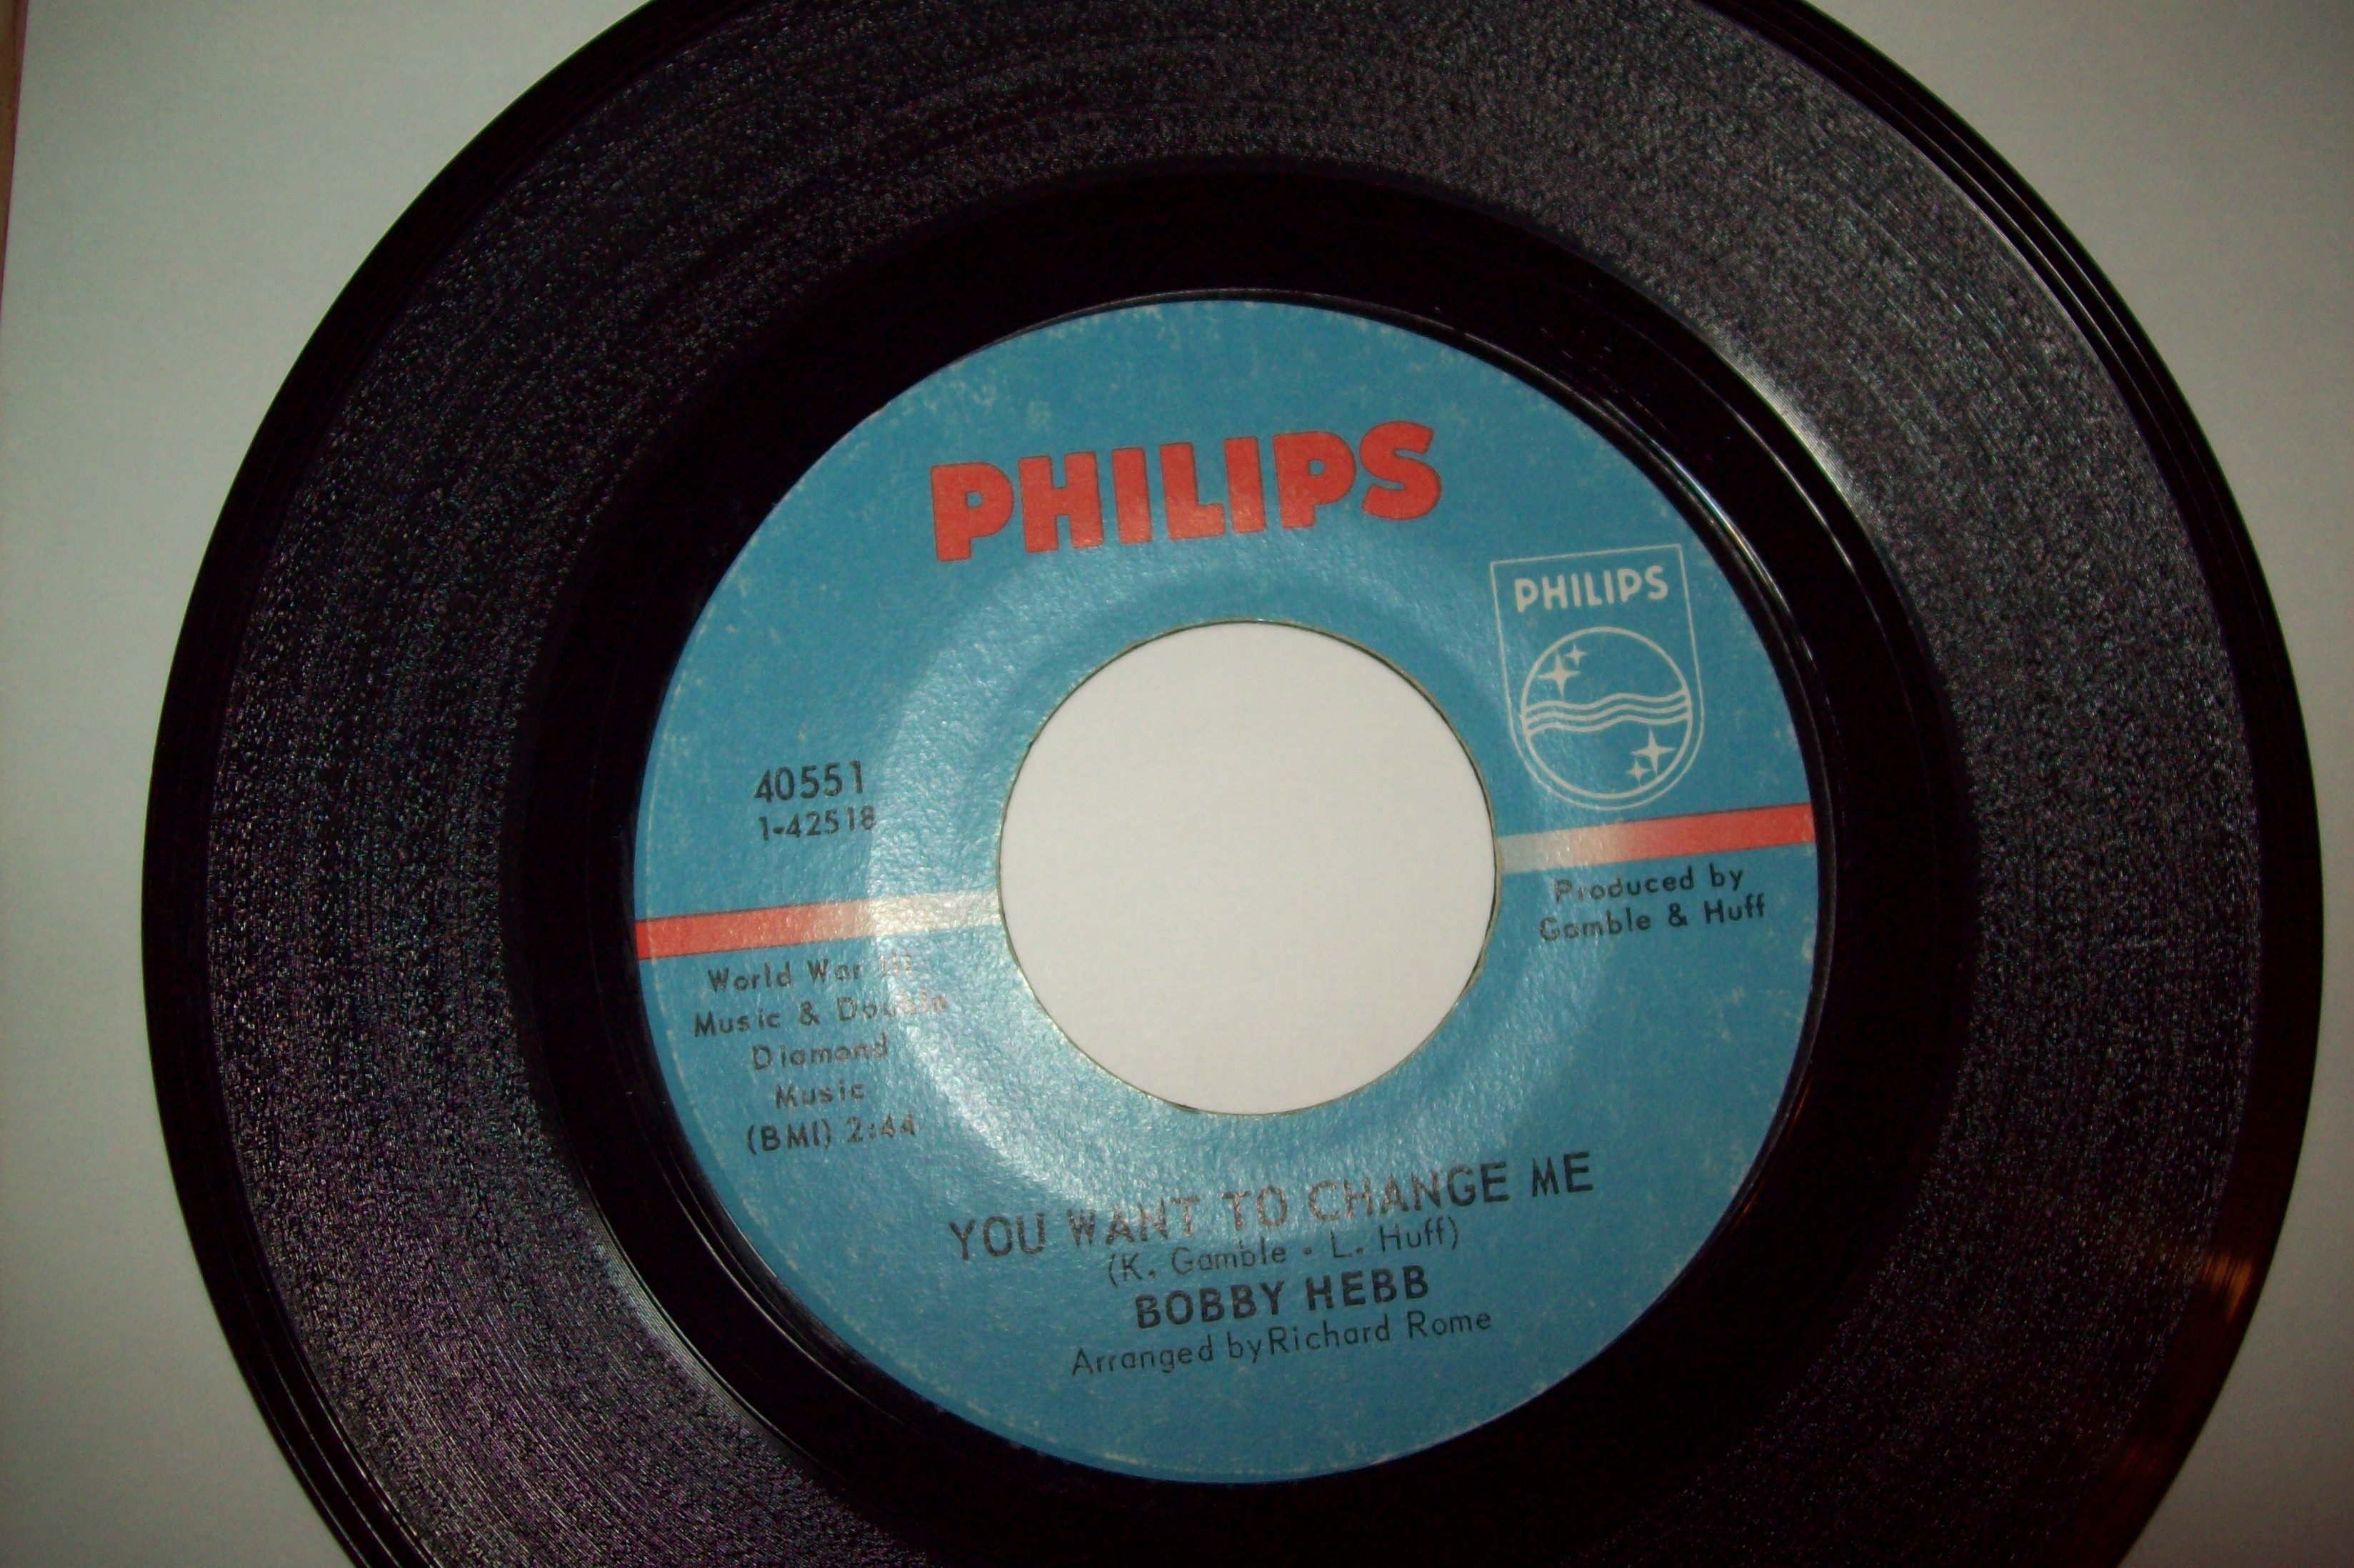 PHILIPS
PHILIPS
40551
1-42518
Produced by
Gamble & Huff
World War III
Music & Double
Diamond
Music
(BMI) 2:44
YOU WANT TO CHANGE ME
(K. Gamble - L. Huff)
BOBBY HEBB
Arranged by Richard Rome